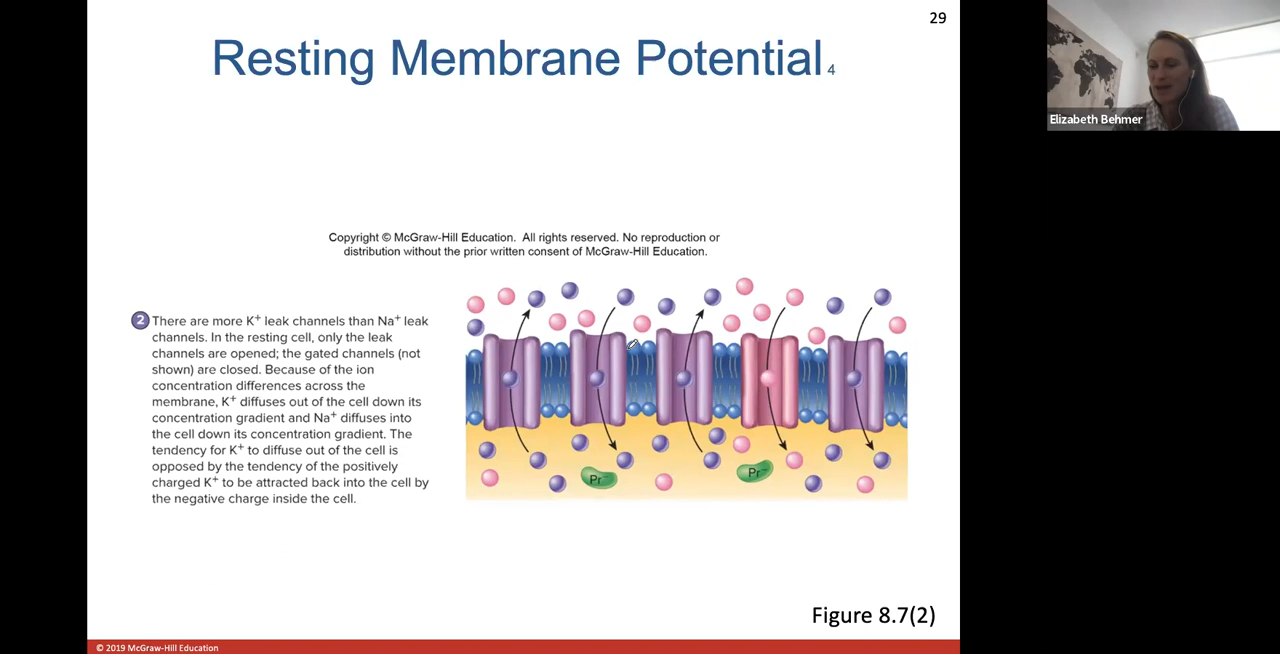 29
Resting Membrane Potential 4
Elizabeth Behmer
Copyright © McGraw-Hill Education. All rights reserved. No reproduction or
distribution without the prior written consent of McGraw-Hill Education.
2 There are more K+ leak channels than Na+ leak
channels. In the resting cell, only the leak
channels are opened; the gated channels (not
shown) are closed. Because of the ion
concentration differences across the
membrane, K+ diffuses out of the cell down its
concentration gradient and Na+ diffuses into
the cell down its concentration gradient. The
tendency for K+ to diffuse out of the cell is
opposed by the tendency of the positively
charged K+ to be attracted back into the cell by
the negative charge inside the cell.
Pr–
Pr–
Figure 8.7(2)
© 2019 McGraw-Hill Education